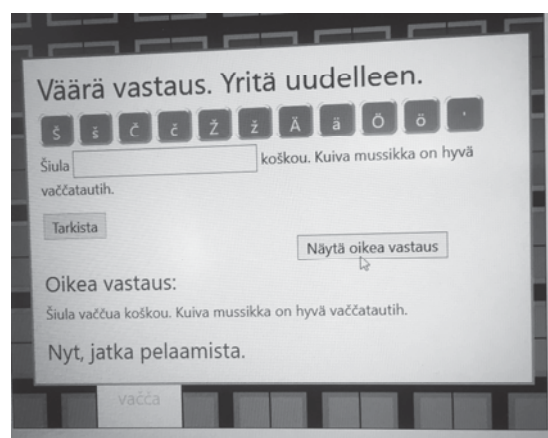 Väärä vastaus. Yritä uudelleen.
Š š Č č Ž ž Ä ä Ö ö '
Šiula koškou. Kuiva mussikka on hyvä
vaččatautih.
Tarkista
Näytä oikea vastaus
Oikea vastaus:
Šiula vaččua koškou. Kuiva mussikka on hyvä vaččatautih.
Nyt, jatka pelaamista.
vačča